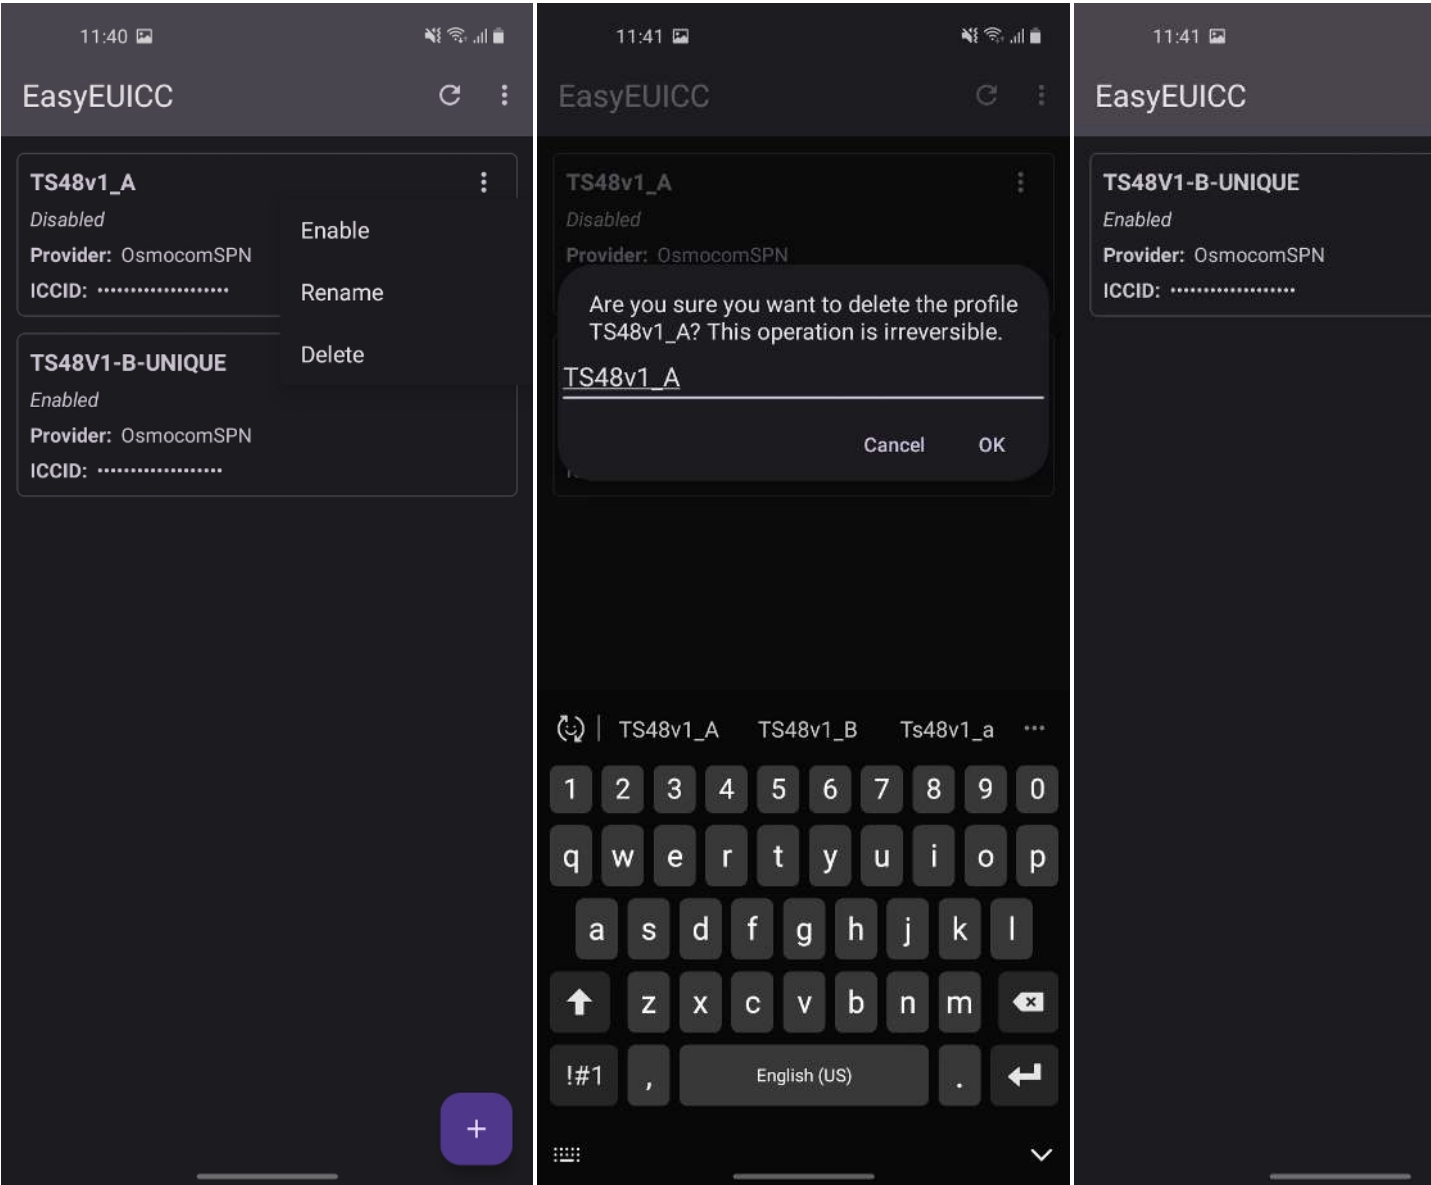 11:40
EasyEUICC
TS48v1_A
Disabled
Provider: OsmocomSPN
ICCID: ····················
Enable
Rename
Delete
TS48V1-B-UNIQUE
Enabled
Provider: OsmocomSPN
ICCID: ···················
+
11:41
EasyEUICC
TS48v1_A
Disabled
Provider: OsmocomSPN
Are you sure you want to delete the profile
TS48v1_A? This operation is irreversible.
TS48v1_A
Cancel OK
TS48v1_A TS48v1_B Ts48v1_a ···
1 2 3 4 5 6 7 8 9 0
q w e r t y u i o p
a s d f g h j k l
z x c v b n m
!#1 , English (US) .
11:41
EasyEUICC
TS48V1-B-UNIQUE
Enabled
Provider: OsmocomSPN
ICCID: ···················